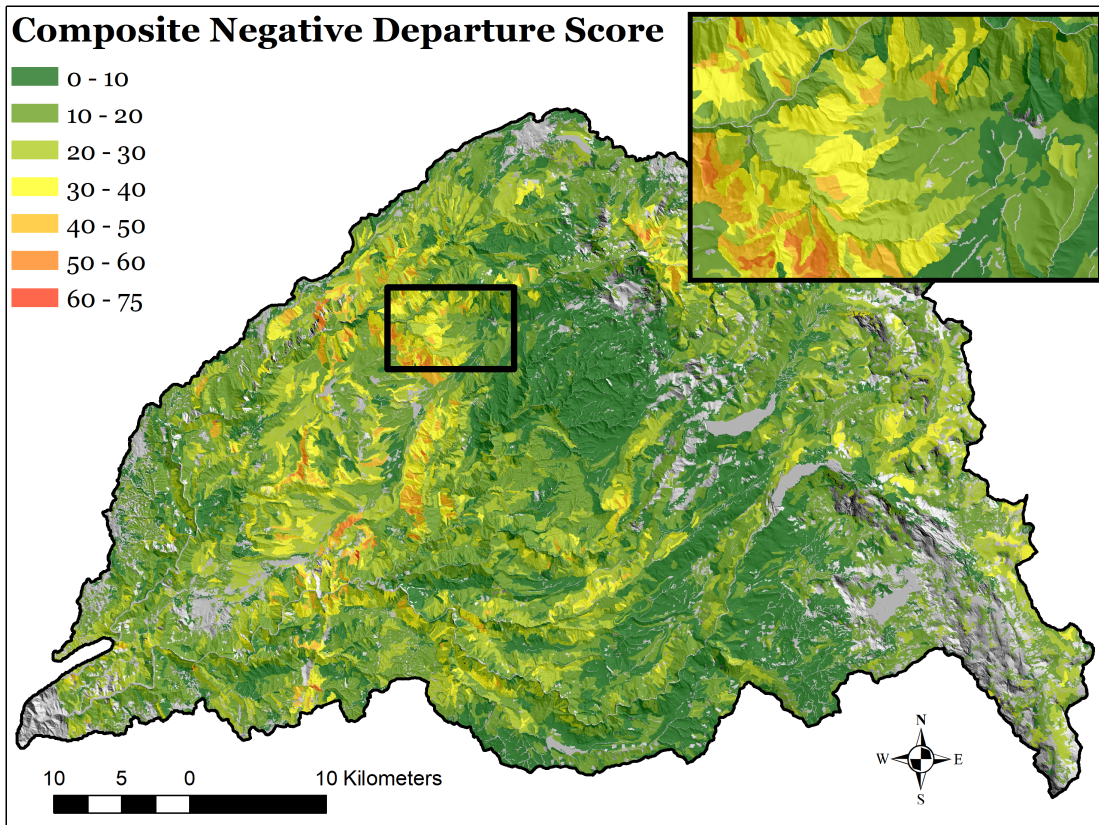 Composite Negative Departure Score
0 - 10
10 - 20
20 - 30
30 - 40
40 - 50
50 - 60
60 - 75
N
W E
S
10 5 0 10 Kilometers